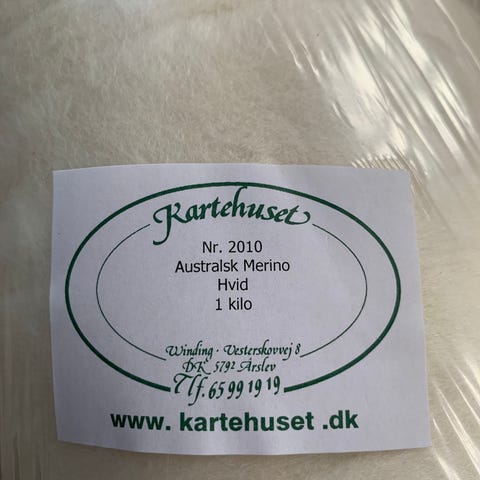 Kartehuset
Nr. 2010
Australsk Merino
Hvid
1 kilo
Winding · Vesterskovvej 8
DK 5792 Årslev
Tlf. 65 99 19 19
www. kartehuset .dk